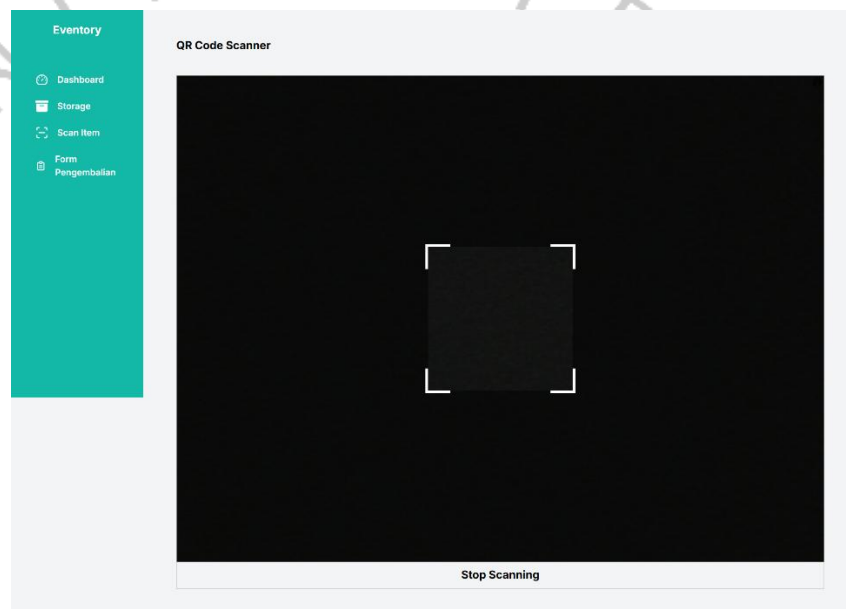 Eventory
QR Code Scanner
Dashboard
Storage
Scan Item
Form
Pengembalian
Stop Scanning